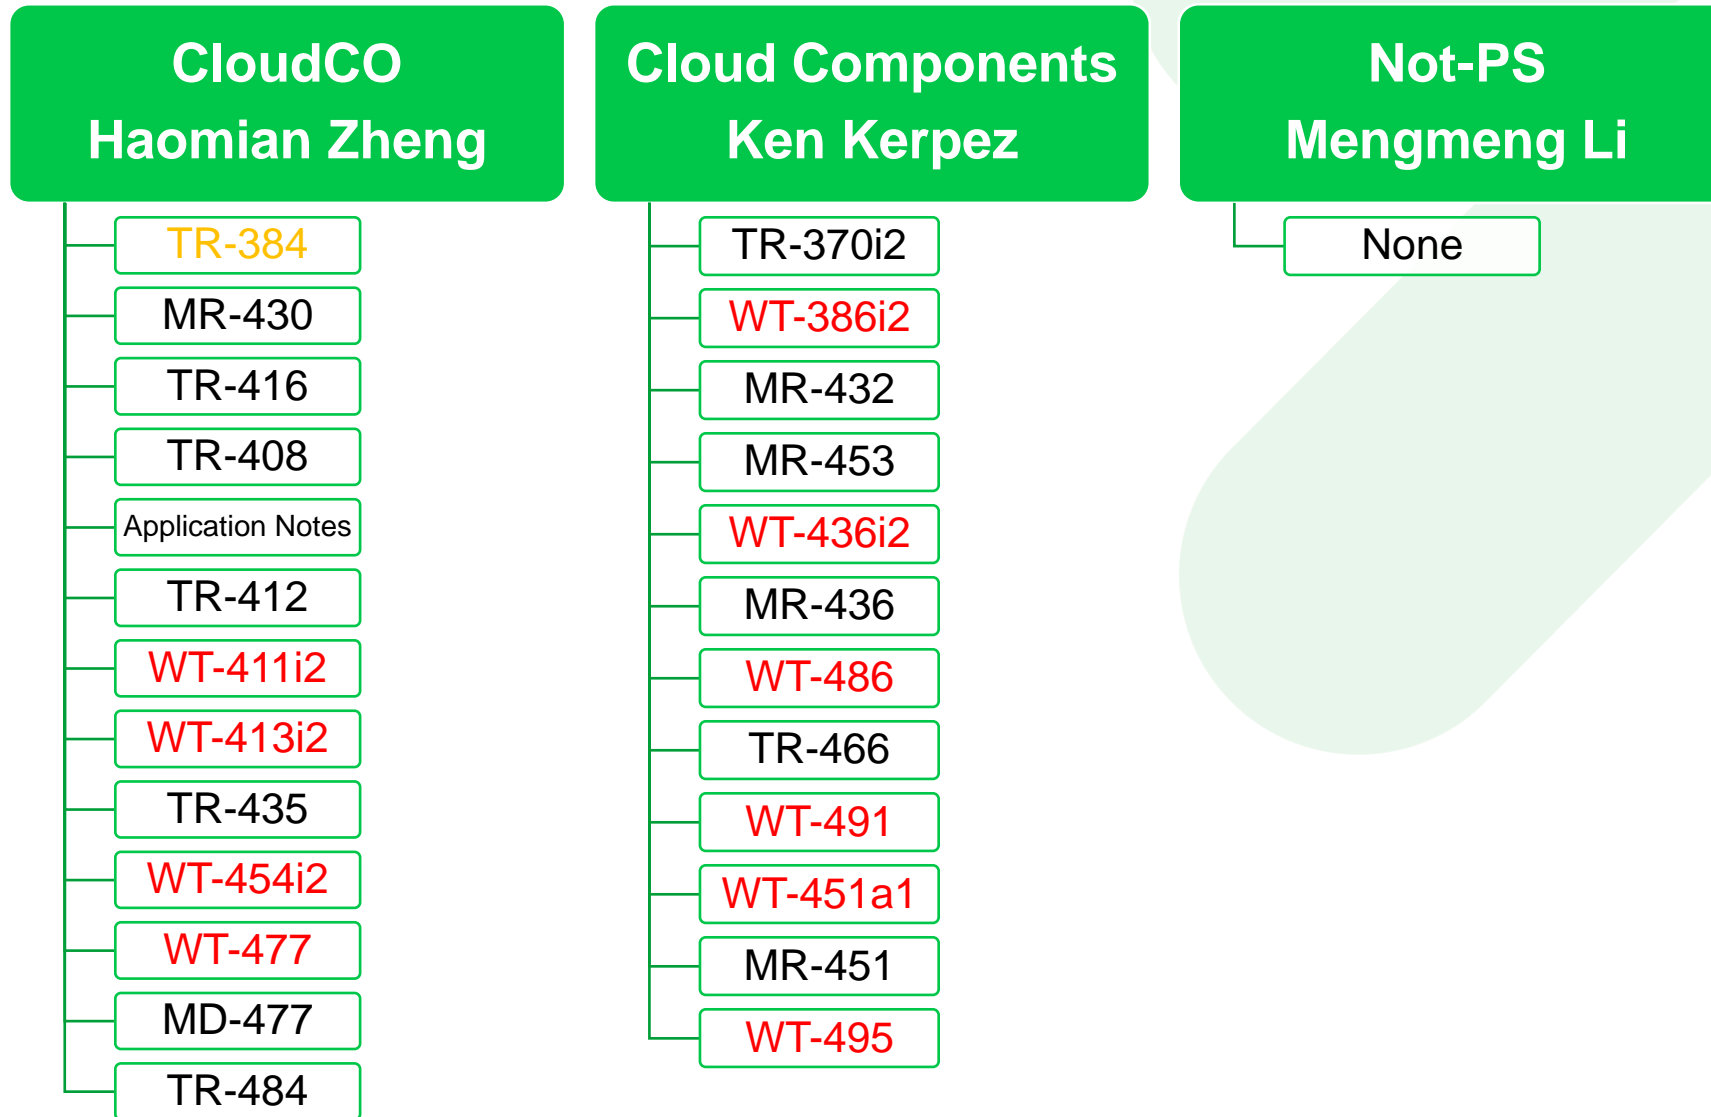 CloudCO
Haomian Zheng
TR-384
MR-430
TR-416
TR-408
Application Notes
TR-412
WT-411i2
WT-413i2
TR-435
WT-454i2
WT-477
MD-477
TR-484
Cloud Components
Ken Kerpez
TR-370i2
WT-386i2
MR-432
MR-453
WT-436i2
MR-436
WT-486
TR-466
WT-491
WT-451a1
MR-451
WT-495
Not-PS
Mengmeng Li
None